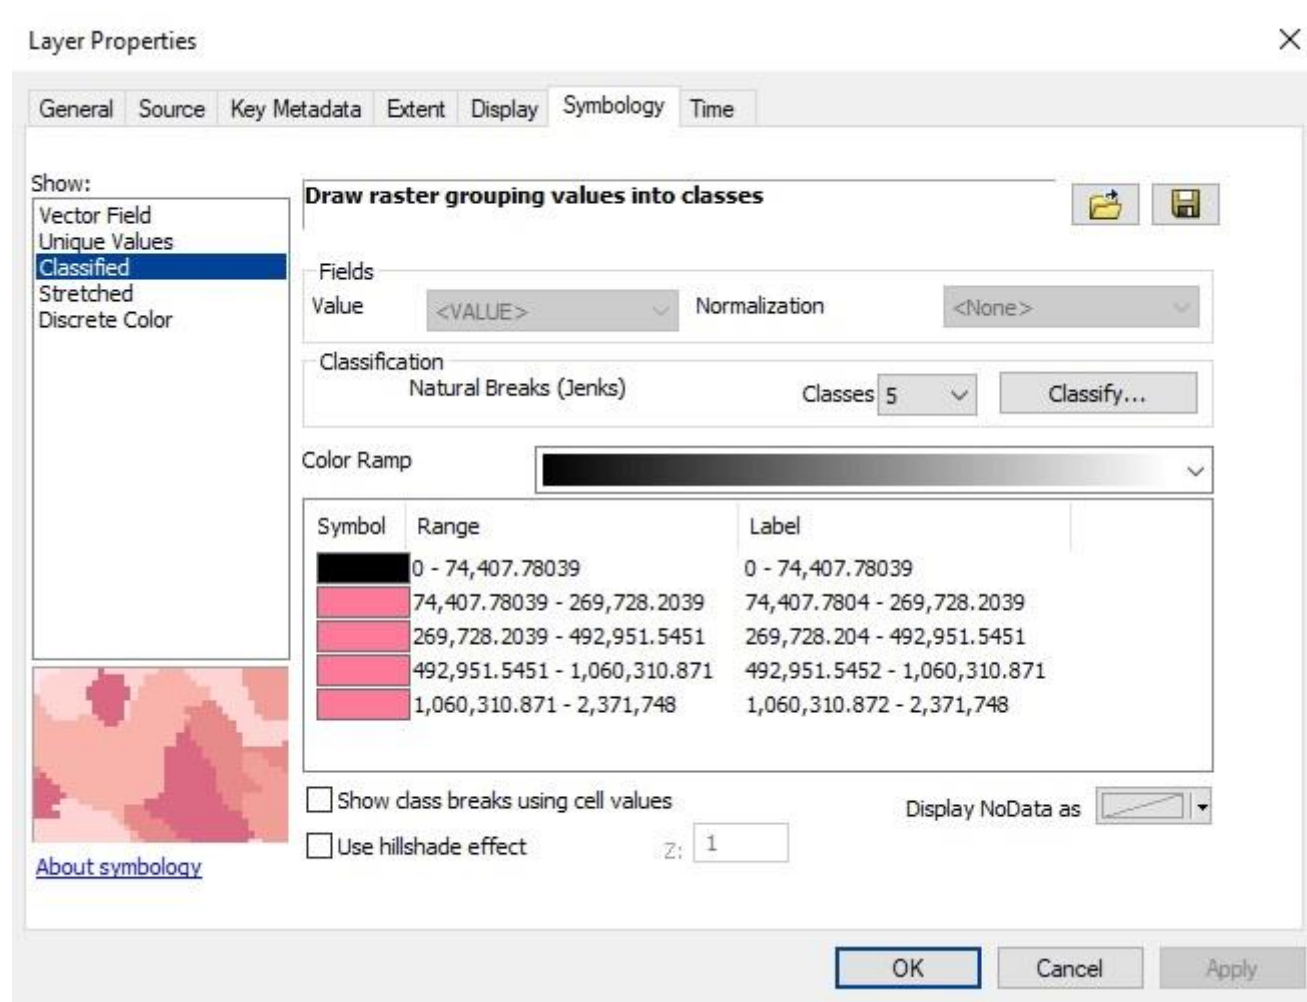 Layer Properties
General Source Key Metadata Extent Display Symbology Time
Show:
Vector Field
Unique Values
Classified
Stretched
Discrete Color
About symbology
Draw raster grouping values into classes
Fields
Value <VALUE> Normalization <None>
Classification
Natural Breaks (Jenks) Classes 5 Classify...
Color Ramp
Symbol Range Label
0 - 74,407.78039 0 - 74,407.78039
74,407.78039 - 269,728.2039 74,407.7804 - 269,728.2039
269,728.2039 - 492,951.5451 269,728.204 - 492,951.5451
492,951.5451 - 1,060,310.871 492,951.5452 - 1,060,310.871
1,060,310.871 - 2,371,748 1,060,310.872 - 2,371,748
Show class breaks using cell values Display NoData as
Use hillshade effect Z: 1
OK Cancel Apply